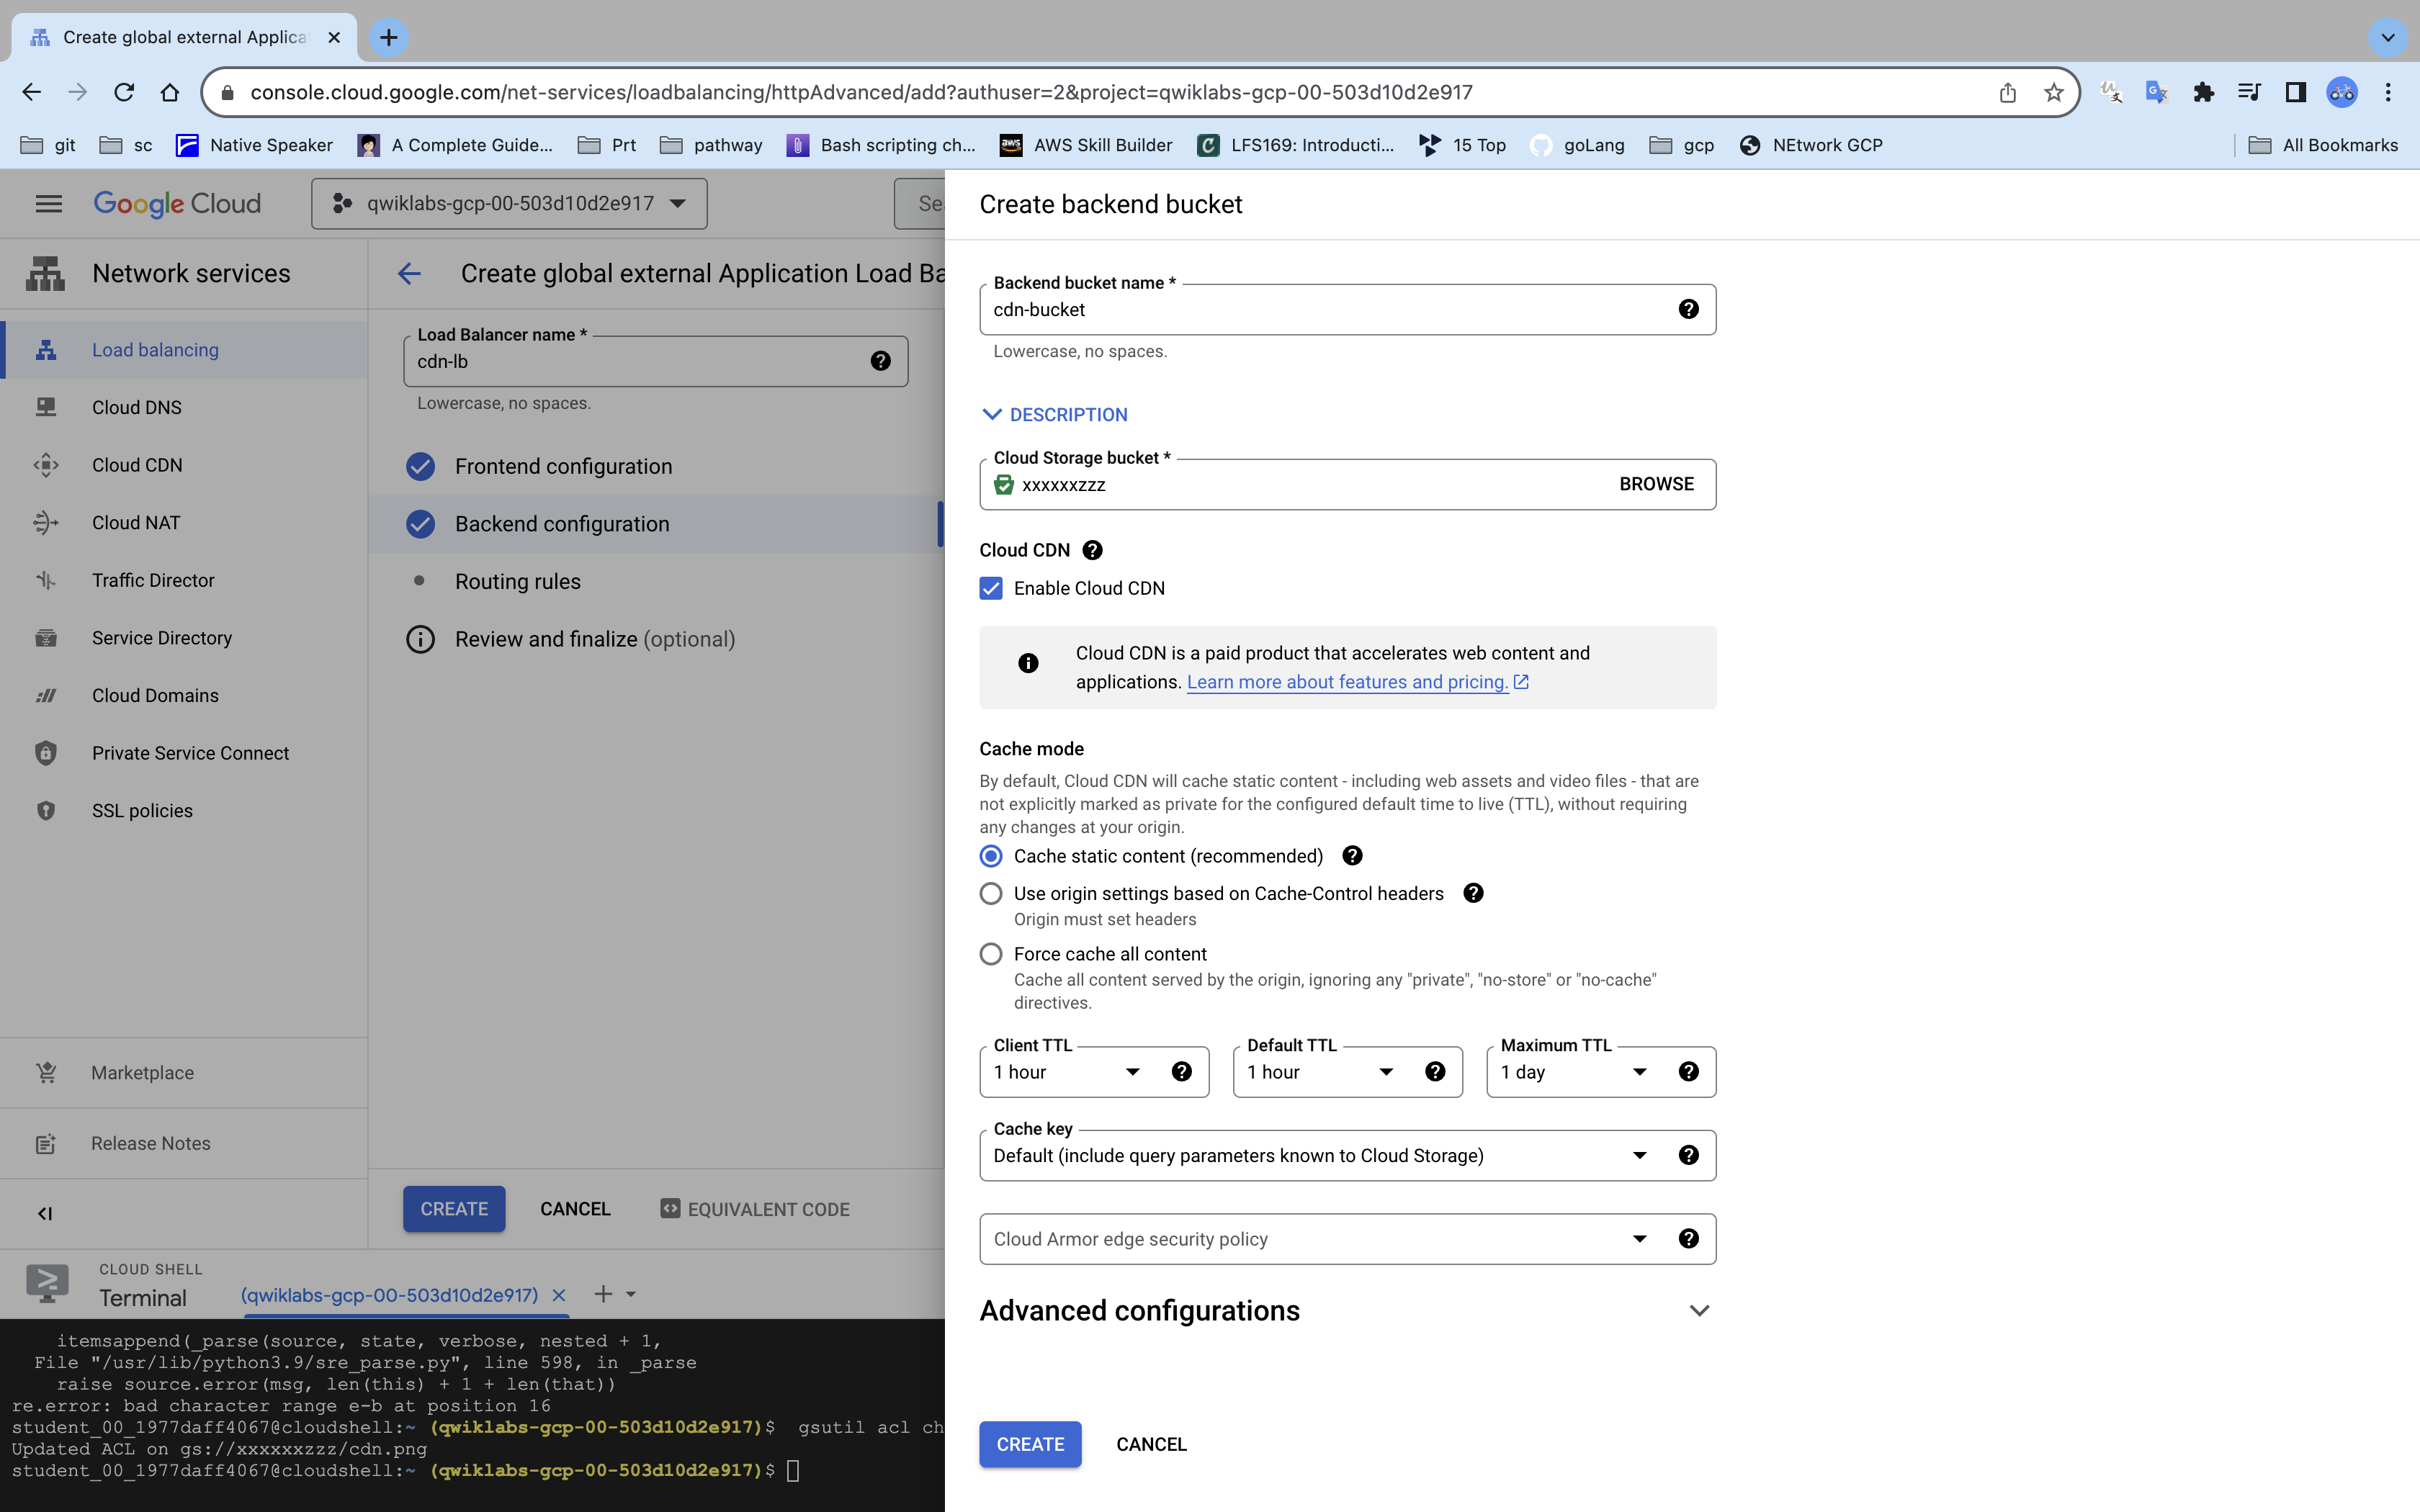 Create global external Applica
console.cloud.google.com/net-services/loadbalancing/httpAdvanced/add?authuser=2&project=qwiklabs-gcp-00-503d10d2e917
git
sc
Native Speaker
A Complete Guide...
Prt
pathway
Bash scripting ch...
AWS Skill Builder
LFS169: Introducti...
15 Top
goLang
gcp
NEtwork GCP
All Bookmarks
Google Cloud
qwiklabs-gcp-00-503d10d2e917
Se
Network services
Load balancing
Cloud DNS
Cloud CDN
Cloud NAT
Traffic Director
Service Directory
Cloud Domains
Private Service Connect
SSL policies
Marketplace
Release Notes
Create global external Application Load Ba
Load Balancer name *
cdn-lb
Lowercase, no spaces.
Frontend configuration
Backend configuration
Routing rules
Review and finalize (optional)
CREATE
CANCEL
EQUIVALENT CODE
Create backend bucket
Backend bucket name *
cdn-bucket
Lowercase, no spaces.
DESCRIPTION
Cloud Storage bucket *
xxxxxxzzz
BROWSE
Cloud CDN
Enable Cloud CDN
Cloud CDN is a paid product that accelerates web content and
applications. Learn more about features and pricing.
Cache mode
By default, Cloud CDN will cache static content - including web assets and video files - that are
not explicitly marked as private for the configured default time to live (TTL), without requiring
any changes at your origin.
Cache static content (recommended)
Use origin settings based on Cache-Control headers
Origin must set headers
Force cache all content
Cache all content served by the origin, ignoring any "private", "no-store" or "no-cache"
directives.
Client TTL
1 hour
Default TTL
1 hour
Maximum TTL
1 day
Cache key
Default (include query parameters known to Cloud Storage)
Cloud Armor edge security policy
Advanced configurations
CREATE
CANCEL
CLOUD SHELL
Terminal
(qwiklabs-gcp-00-503d10d2e917)
itemsappend(_parse(source, state, verbose, nested + 1,
File "/usr/lib/python3.9/sre_parse.py", line 598, in _parse
raise source.error(msg, len(this) + 1 + len(that))
re.error: bad character range e-b at position 16
student_00_1977daff4067@cloudshell:~ (qwiklabs-gcp-00-503d10d2e917)$ gsutil acl ch
Updated ACL on gs://xxxxxxzzz/cdn.png
student_00_1977daff4067@cloudshell:~ (qwiklabs-gcp-00-503d10d2e917)$